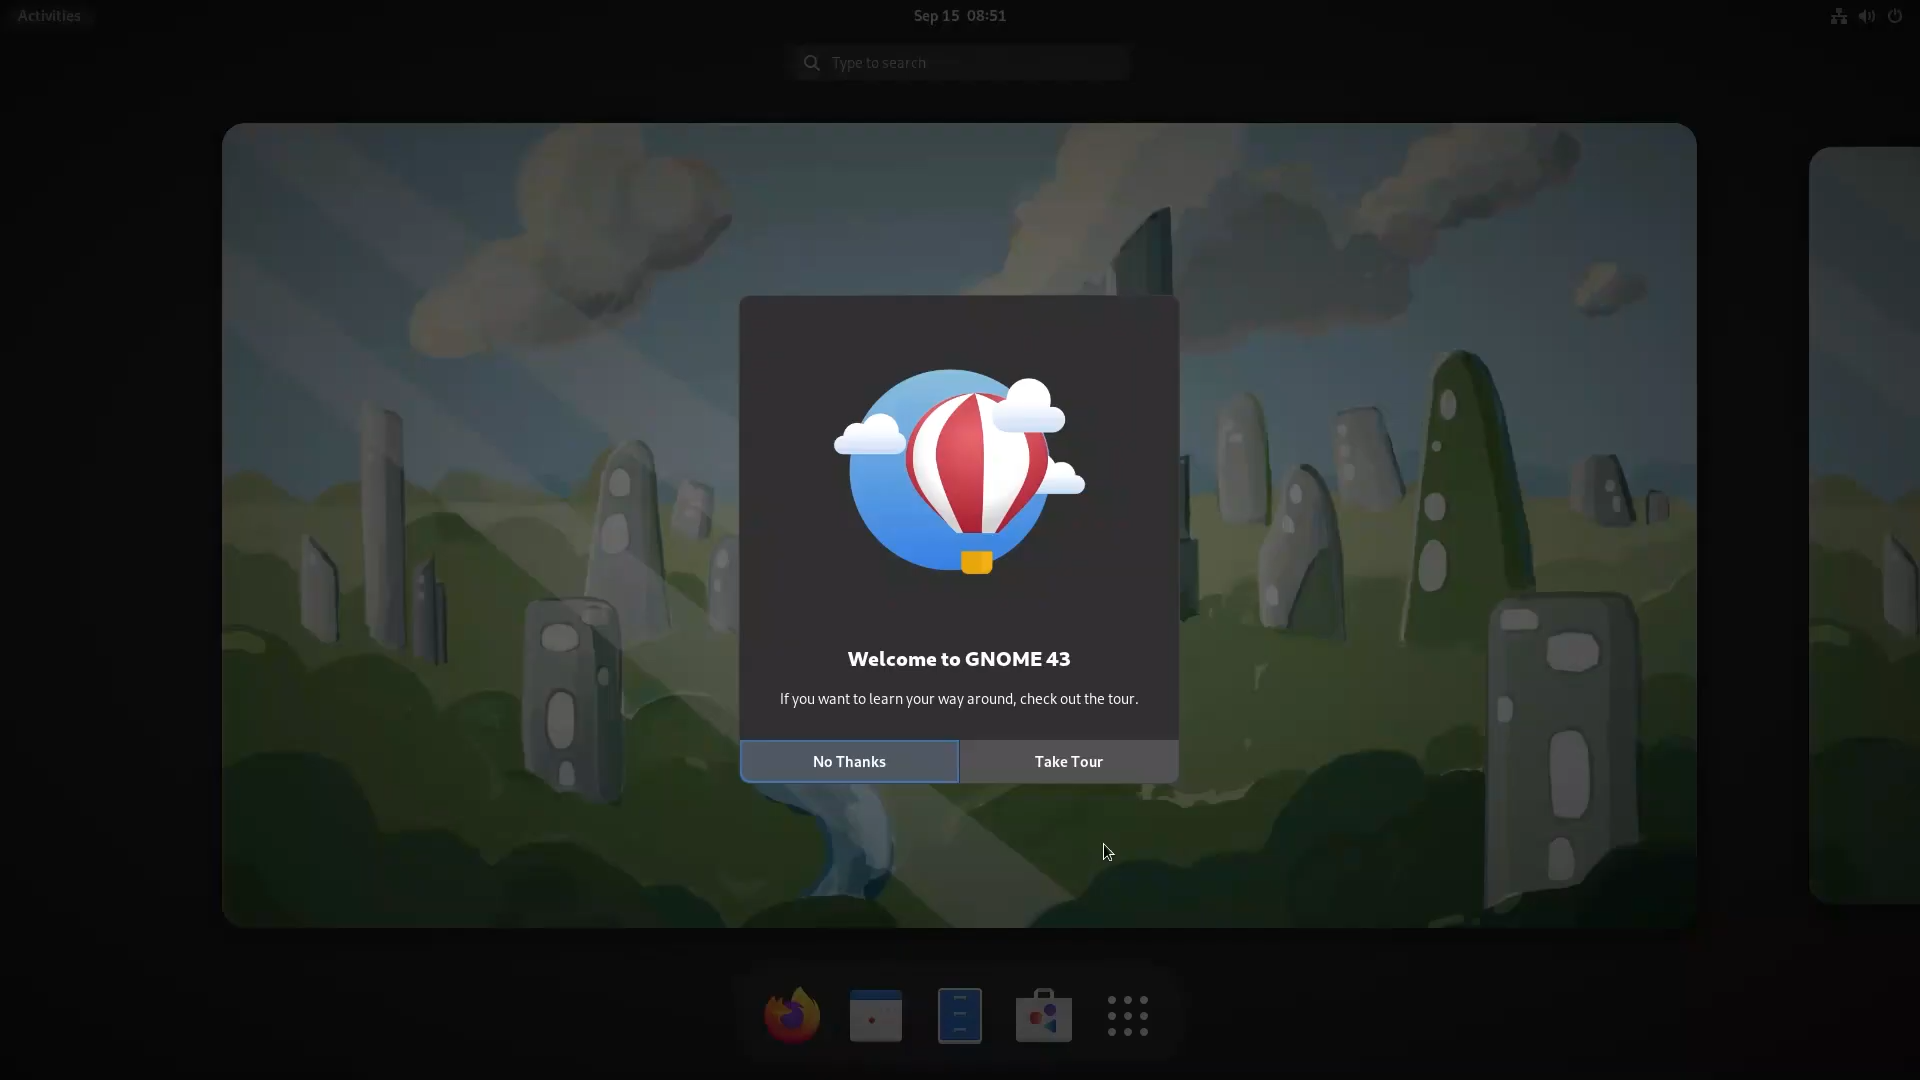 Activities
Sep 15 08:51
Type to search
Welcome to GNOME 43
If you want to learn your way around, check out the tour.
No Thanks
Take Tour